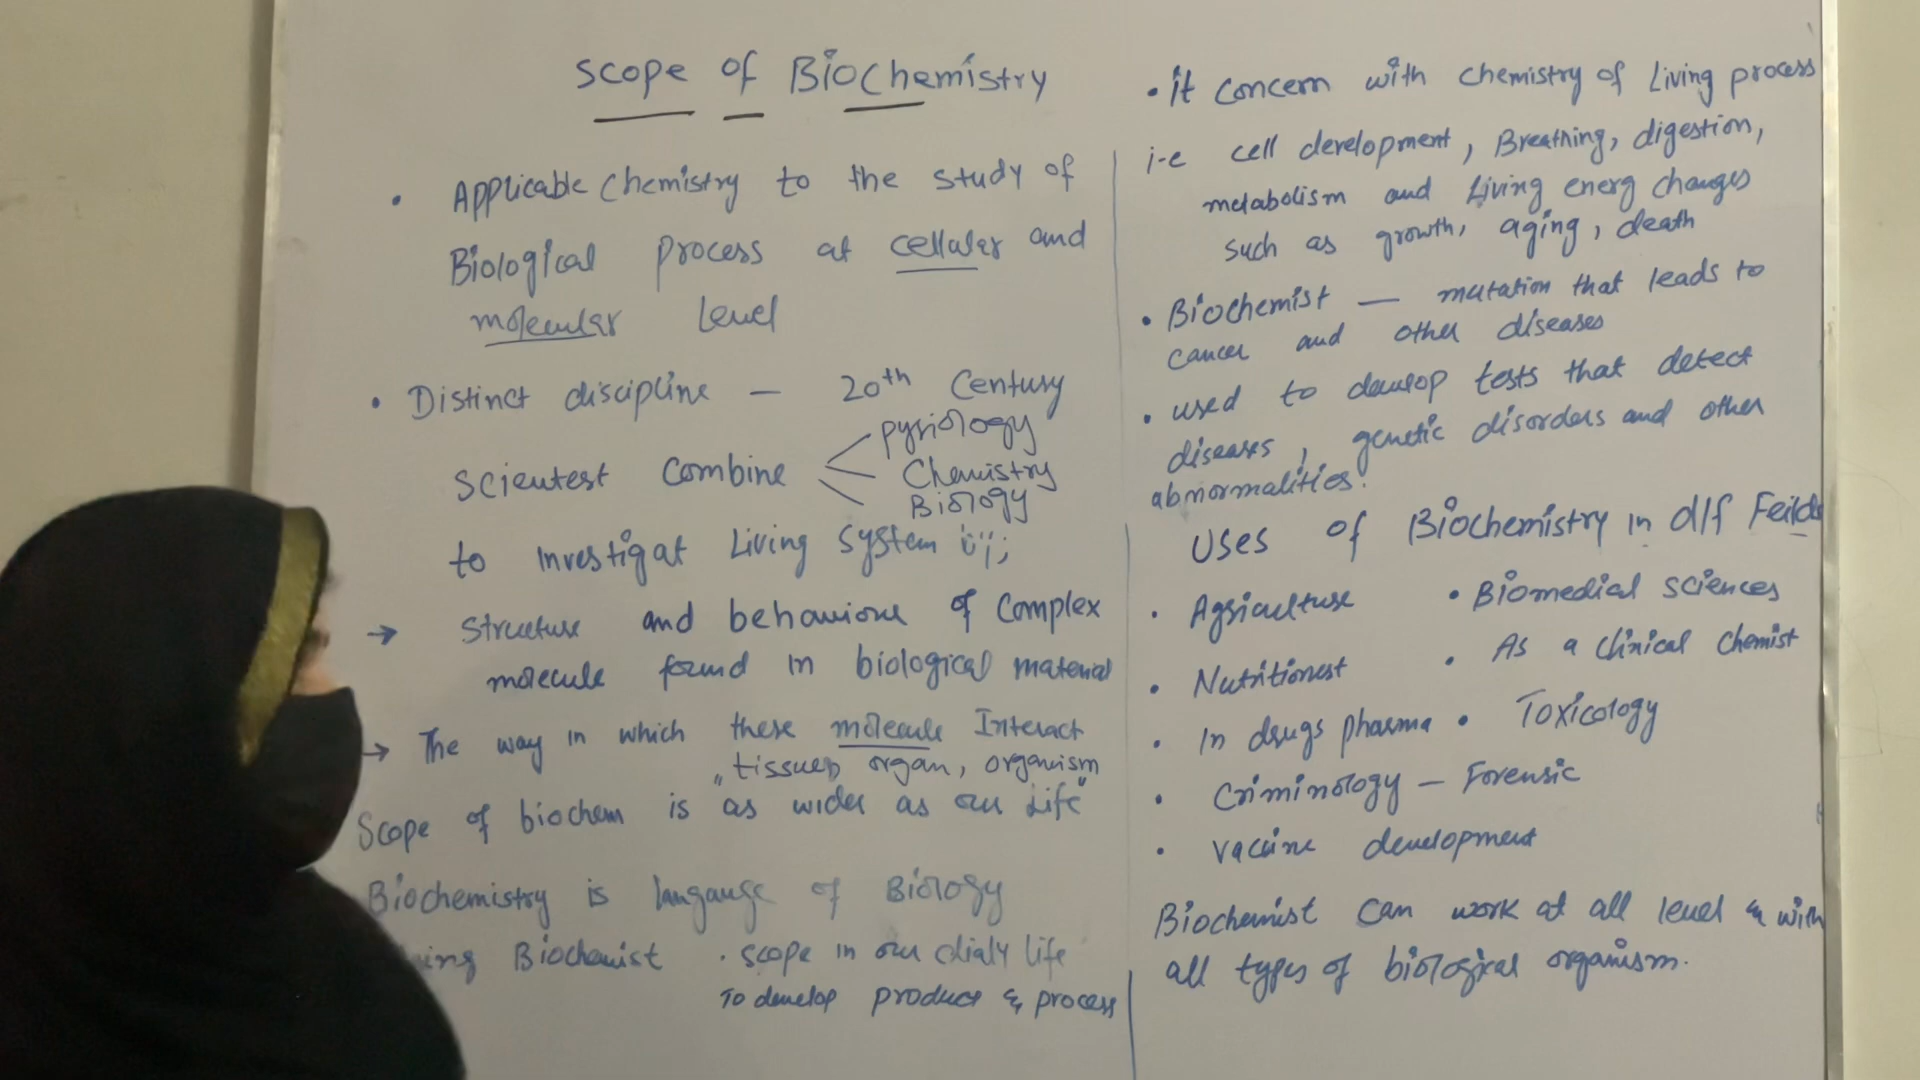 Scope of BioChemistry
• Applicable Chemistry to the study of
Biological process at cellular and
molecular level
• Distinct discipline — 20th Century
pysiology
Scientest Combine Chemistry
Biology
to investigat Living system
→ structure and behaviour of Complex
molecule found in biological material
→ The way in which these molecule Interact
tissues, organ, organism
Scope of biochem is "as wider as our Life"
Biochemistry is langauge of Biology
Biochemist • scope in our dialy life
To develop product & process
• it concern with chemistry of Living process
i-e cell development, Breathing, digestion,
metabolism and Living energ changes
such as growth, aging, death
• Biochemist — mutation that leads to
cancer and other diseases
• used to develop tests that detect
diseases, genetic disorders and other
abnormalities.
Uses of Biochemistry in d/f Feilds
• Agriculture • Biomedical sciences
• Nutritionest • As a clinical chemist
• In drugs pharma • Toxicology
• Criminology – Forensic
• vaccine development
Biochemist can work at all level & with
all types of biological organism.